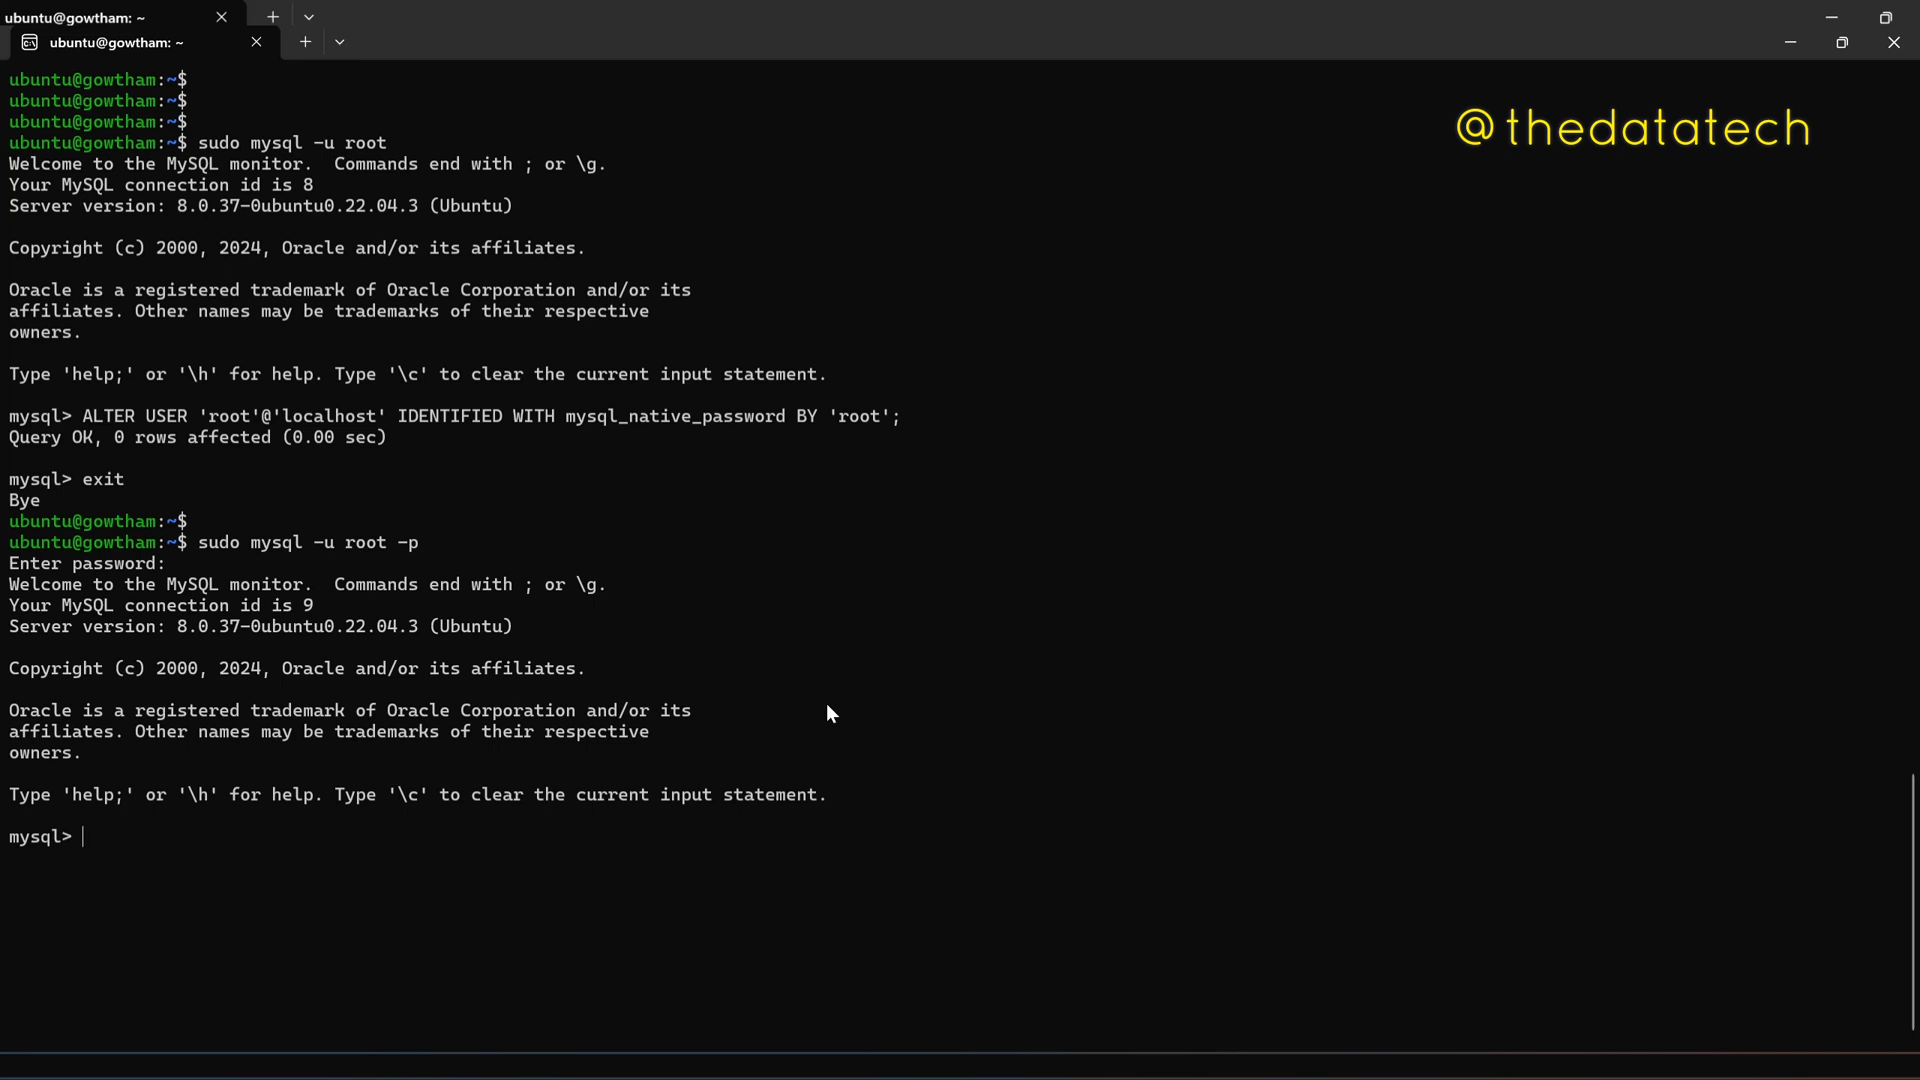 ubuntu@gowtham: ~
ubuntu@gowtham: ~
ubuntu@gowtham:~$
ubuntu@gowtham:~$
ubuntu@gowtham:~$
@thedatatech
ubuntu@gowtham:~$ sudo mysql -u root
Welcome to the MySQL monitor.  Commands end with ; or \g.
Your MySQL connection id is 8
Server version: 8.0.37-0ubuntu0.22.04.3 (Ubuntu)
Copyright (c) 2000, 2024, Oracle and/or its affiliates.
Oracle is a registered trademark of Oracle Corporation and/or its
affiliates. Other names may be trademarks of their respective
owners.
Type 'help;' or '\h' for help. Type '\c' to clear the current input statement.
mysql> ALTER USER 'root'@'localhost' IDENTIFIED WITH mysql_native_password BY 'root';
Query OK, 0 rows affected (0.00 sec)
mysql> exit
Bye
ubuntu@gowtham:~$
ubuntu@gowtham:~$ sudo mysql -u root -p
Enter password:
Welcome to the MySQL monitor.  Commands end with ; or \g.
Your MySQL connection id is 9
Server version: 8.0.37-0ubuntu0.22.04.3 (Ubuntu)
Copyright (c) 2000, 2024, Oracle and/or its affiliates.
Oracle is a registered trademark of Oracle Corporation and/or its
affiliates. Other names may be trademarks of their respective
owners.
Type 'help;' or '\h' for help. Type '\c' to clear the current input statement.
mysql>